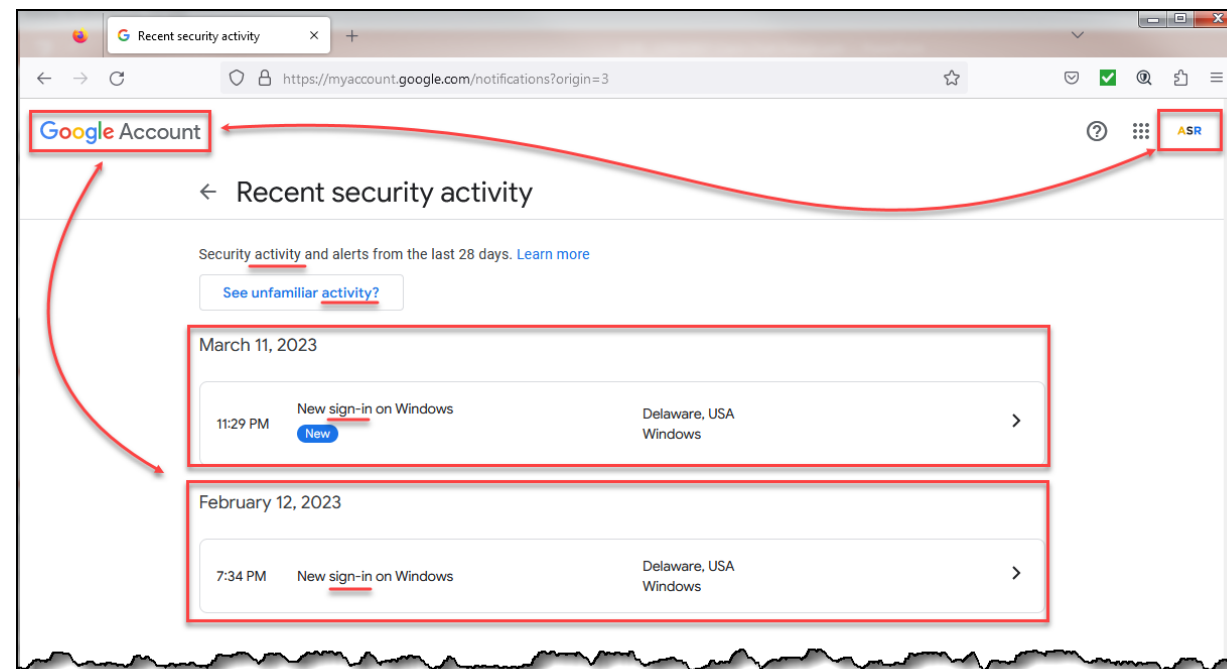 Recent security activity
https://myaccount.google.com/notifications?origin=3
Google Account
ASR
Recent security activity
Security activity and alerts from the last 28 days. Learn more
See unfamiliar activity?
March 11, 2023
11:29 PM
New sign-in on Windows
New
Delaware, USA
Windows
February 12, 2023
7:34 PM
New sign-in on Windows
Delaware, USA
Windows